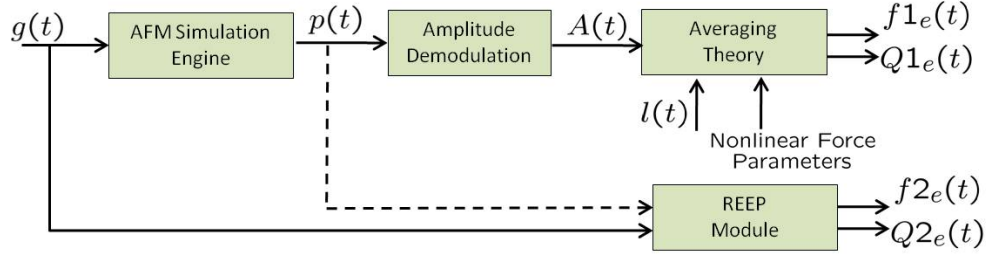 g(t)
AFM Simulation
Engine
p(t)
Amplitude
Demodulation
A(t)
Averaging
Theory
f1_e(t)
Q1_e(t)
l(t)
Nonlinear Force
Parameters
REEP
Module
f2_e(t)
Q2_e(t)